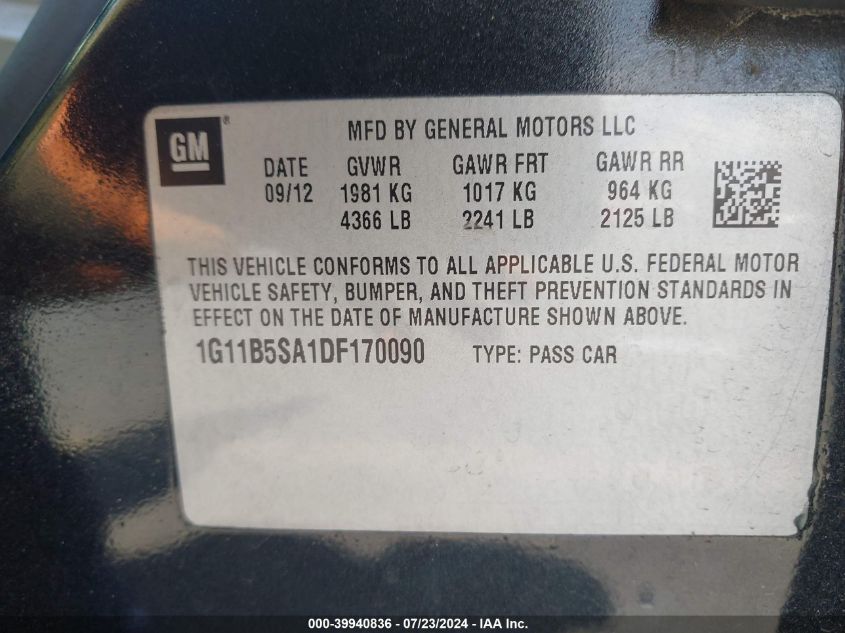 GM®
MFD BY GENERAL MOTORS LLC
DATE GVWR GAWR FRT GAWR RR
09/12 1981 KG 1017 KG 964 KG
4366 LB 2241 LB 2125 LB
THIS VEHICLE CONFORMS TO ALL APPLICABLE U.S. FEDERAL MOTOR
VEHICLE SAFETY, BUMPER, AND THEFT PREVENTION STANDARDS IN
EFFECT ON THE DATE OF MANUFACTURE SHOWN ABOVE.
1G11B5SA1DF170090 TYPE: PASS CAR
000-39940836 - 07/23/2024 - IAA Inc.